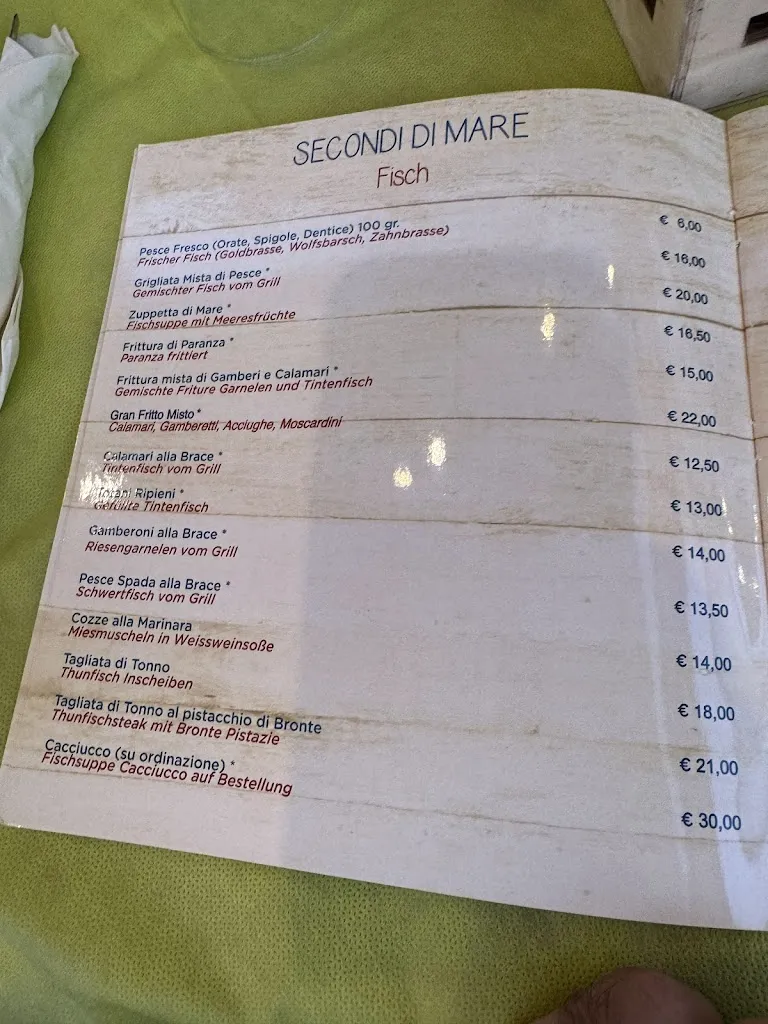 SECONDI DI MARE
Fisch
Pesce Fresco (Orate, Spigole, Dentice) 100 gr. € 6,00
Frischer Fisch (Goldbrasse, Wolfsbarsch, Zahnbrasse)
Grigliata Mista di Pesce * € 16,00
Gemischter Fisch vom Grill
Zuppetta di Mare * € 20,00
Fischsuppe mit Meeresfrüchte
Frittura di Paranza * € 16,50
Paranza frittiert
Frittura mista di Gamberi e Calamari * € 15,00
Gemischte Friture Garnelen und Tintenfisch
Gran Fritto Misto * € 22,00
Calamari, Gamberetti, Acciughe, Moscardini
Calamari alla Brace * € 12,50
Tintenfisch vom Grill
Totani Ripieni * € 13,00
Gefüllte Tintenfisch
Gamberoni alla Brace * € 14,00
Riesengarnelen vom Grill
Pesce Spada alla Brace * € 13,50
Schwertfisch vom Grill
Cozze alla Marinara € 14,00
Miesmuscheln in Weissweinsoße
Tagliata di Tonno € 18,00
Thunfisch Inscheiben
Tagliata di Tonno al pistacchio di Bronte € 21,00
Thunfischsteak mit Bronte Pistazie
Cacciucco (su ordinazione) * € 30,00
Fischsuppe Cacciucco auf Bestellung